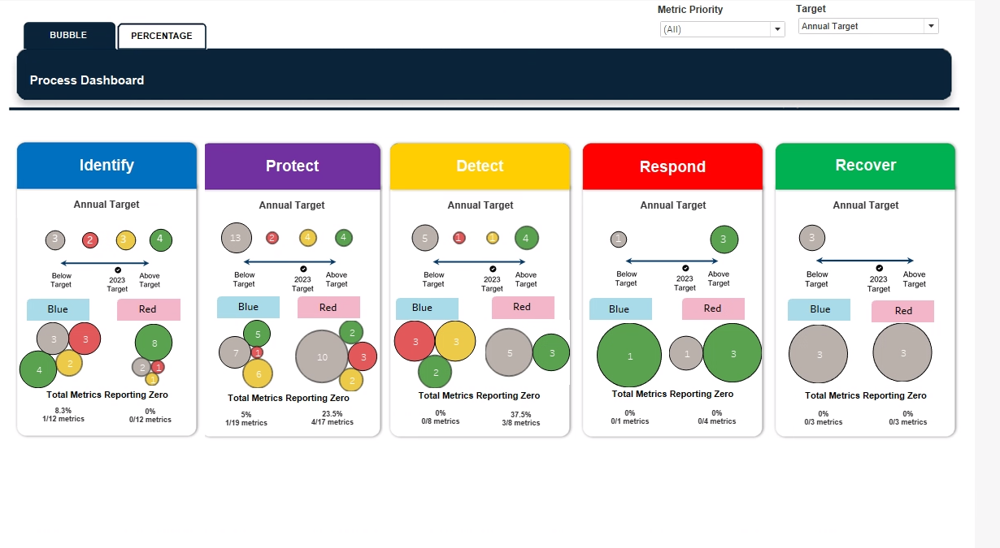 Metric Priority
Target
(All)
Annual Target
BUBBLE
PERCENTAGE
Process Dashboard
Identify
Annual Target
3
2
3
4
Below
Target
2023
Target
Above
Target
Blue
Red
3
3
4
2
8
2
1
1
Total Metrics Reporting Zero
8.3%
1/12 metrics
0%
0/12 metrics
Protect
Annual Target
13
2
4
4
Below
Target
2023
Target
Above
Target
Blue
Red
5
7
1
6
2
10
3
2
Total Metrics Reporting Zero
5%
1/19 metrics
23.5%
4/17 metrics
Detect
Annual Target
5
1
1
4
Below
Target
2023
Target
Above
Target
Blue
Red
3
3
2
5
3
Total Metrics Reporting Zero
0%
0/8 metrics
37.5%
3/8 metrics
Respond
Annual Target
1
3
Below
Target
2023
Target
Above
Target
Blue
Red
1
1
3
Total Metrics Reporting Zero
0%
0/1 metrics
0%
0/4 metrics
Recover
Annual Target
3
Below
Target
2023
Target
Above
Target
Blue
Red
3
3
Total Metrics Reporting Zero
0%
0/3 metrics
0%
0/3 metrics